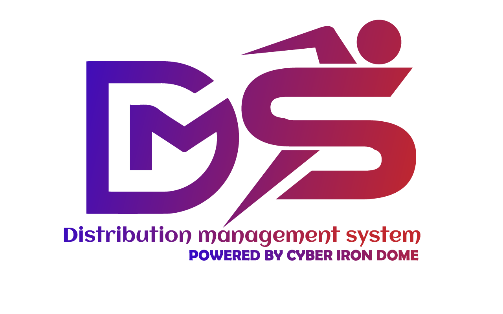 DMS
Distribution management system
POWERED BY CYBER IRON DOME